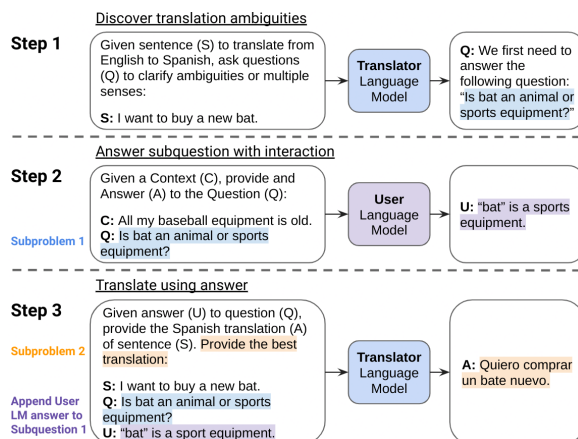 Discover translation ambiguities
Step 1
Given sentence (S) to translate from
English to Spanish, ask questions
(Q) to clarify ambiguities or multiple
senses:
S: I want to buy a new bat.
Translator
Language
Model
Q: We first need to
answer the
following question:
“Is bat an animal or
sports equipment?”
Answer subquestion with interaction
Step 2
Subproblem 1
Given a Context (C), provide and
Answer (A) to the Question (Q):
C: All my baseball equipment is old.
Q: Is bat an animal or sports
equipment?
User
Language
Model
U: “bat” is a sports
equipment.
Translate using answer
Step 3
Subproblem 2
Append User
LM answer to
Subquestion 1
Given answer (U) to question (Q),
provide the Spanish translation (A)
of sentence (S). Provide the best
translation:
S: I want to buy a new bat.
Q: Is bat an animal or sports
equipment?
U: “bat” is a sport equipment.
Translator
Language
Model
A: Quiero comprar
un bate nuevo.